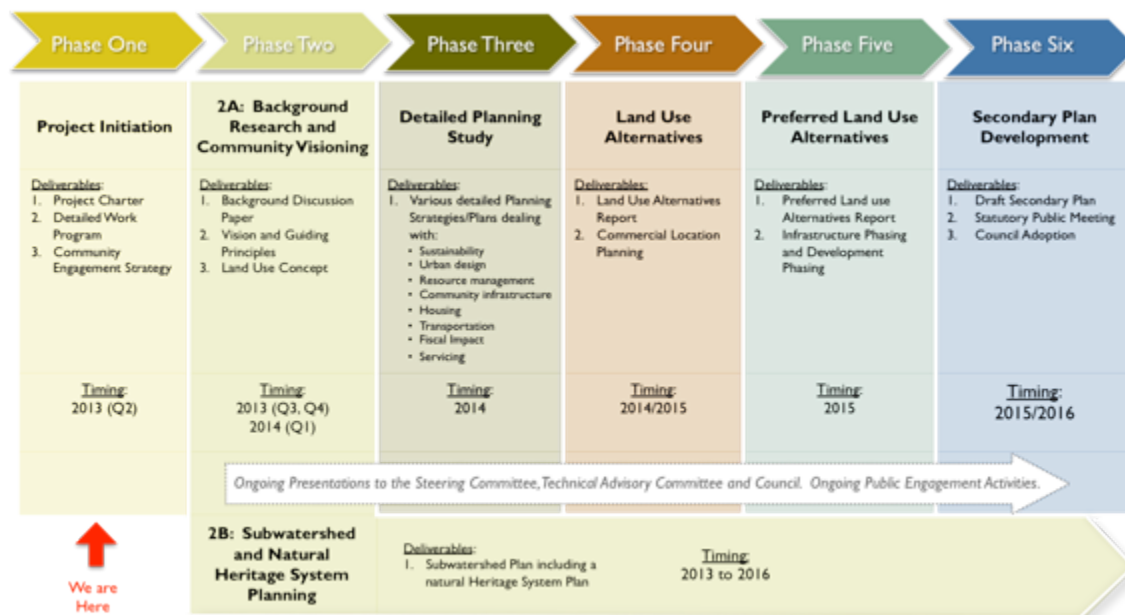 Phase One
Phase Two
Phase Three
Phase Four
Phase Five
Phase Six
Project Initiation
2A: Background
Research and
Community Visioning
Detailed Planning
Study
Land Use
Alternatives
Preferred Land Use
Alternatives
Secondary Plan
Development
Deliverables:
1. Project Charter
2. Detailed Work
Program
3. Community
Engagement Strategy
Deliverables:
1. Background Discussion
Paper
2. Vision and Guiding
Principles
3. Land Use Concept
Deliverables:
1. Various detailed Planning
Strategies/Plans dealing
with:
• Sustainability
• Urban design
• Resource management
• Community infrastructure
• Housing
• Transportation
• Fiscal Impact
• Servicing
Deliverables:
1. Land Use Alternatives
Report
2. Commercial Location
Planning
Deliverables:
1. Preferred Land use
Alternatives Report
2. Infrastructure Phasing
and Development
Phasing
Deliverables:
1. Draft Secondary Plan
2. Statutory Public Meeting
3. Council Adoption
Timing:
2013 (Q2)
Timing:
2013 (Q3, Q4)
2014 (Q1)
Timing:
2014
Timing:
2014/2015
Timing:
2015
Timing:
2015/2016
Ongoing Presentations to the Steering Committee, Technical Advisory Committee and Council. Ongoing Public Engagement Activities.
We are
Here
2B: Subwatershed
and Natural
Heritage System
Planning
Deliverables:
1. Subwatershed Plan including a
natural Heritage System Plan
Timing:
2013 to 2016